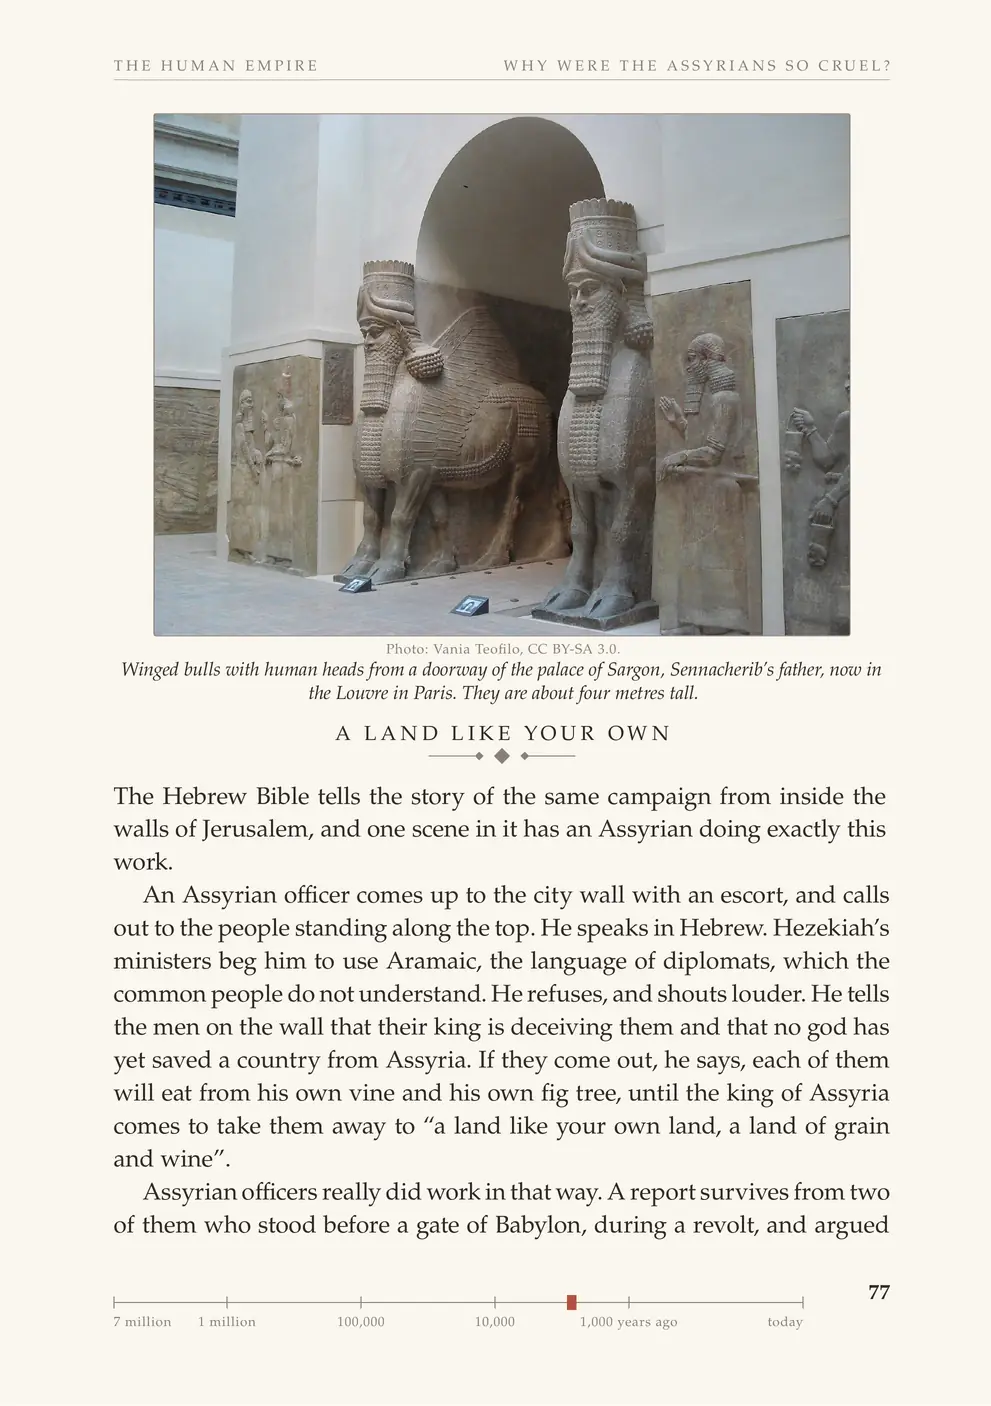 THE HUMAN EMPIRE
WHY WERE THE ASSYRIANS SO CRUEL?
Photo: Vania Teofilo, CC BY-SA 3.0.
Winged bulls with human heads from a doorway of the palace of Sargon, Sennacherib’s father, now in
the Louvre in Paris. They are about four metres tall.
A LAND LIKE YOUR OWN
The Hebrew Bible tells the story of the same campaign from inside the
walls of Jerusalem, and one scene in it has an Assyrian doing exactly this
work.
An Assyrian officer comes up to the city wall with an escort, and calls
out to the people standing along the top. He speaks in Hebrew. Hezekiah’s
ministers beg him to use Aramaic, the language of diplomats, which the
common people do not understand. He refuses, and shouts louder. He tells
the men on the wall that their king is deceiving them and that no god has
yet saved a country from Assyria. If they come out, he says, each of them
will eat from his own vine and his own fig tree, until the king of Assyria
comes to take them away to “a land like your own land, a land of grain
and wine”.
Assyrian officers really did work in that way. A report survives from two
of them who stood before a gate of Babylon, during a revolt, and argued
77
7 million
1 million
100,000
10,000
1,000 years ago
today